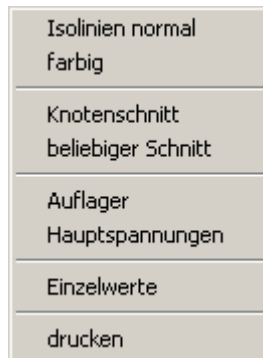 Isolinien normal
farbig
Knotenschnitt
beliebiger Schnitt
Auflager
Hauptspannungen
Einzelwerte
drucken